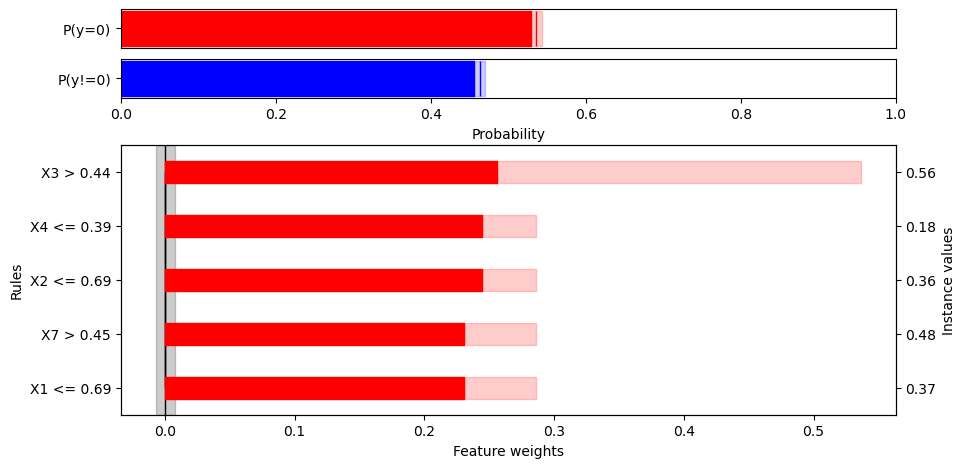 P(y=0)
P(y!=0)
0.0 0.2 0.4 0.6 0.8 1.0
Probability
X3 > 0.44 0.56
X4 <= 0.39 0.18
X2 <= 0.69 0.36
X7 > 0.45 0.48
X1 <= 0.69 0.37
Rules
Instance values
0.0 0.1 0.2 0.3 0.4 0.5
Feature weights